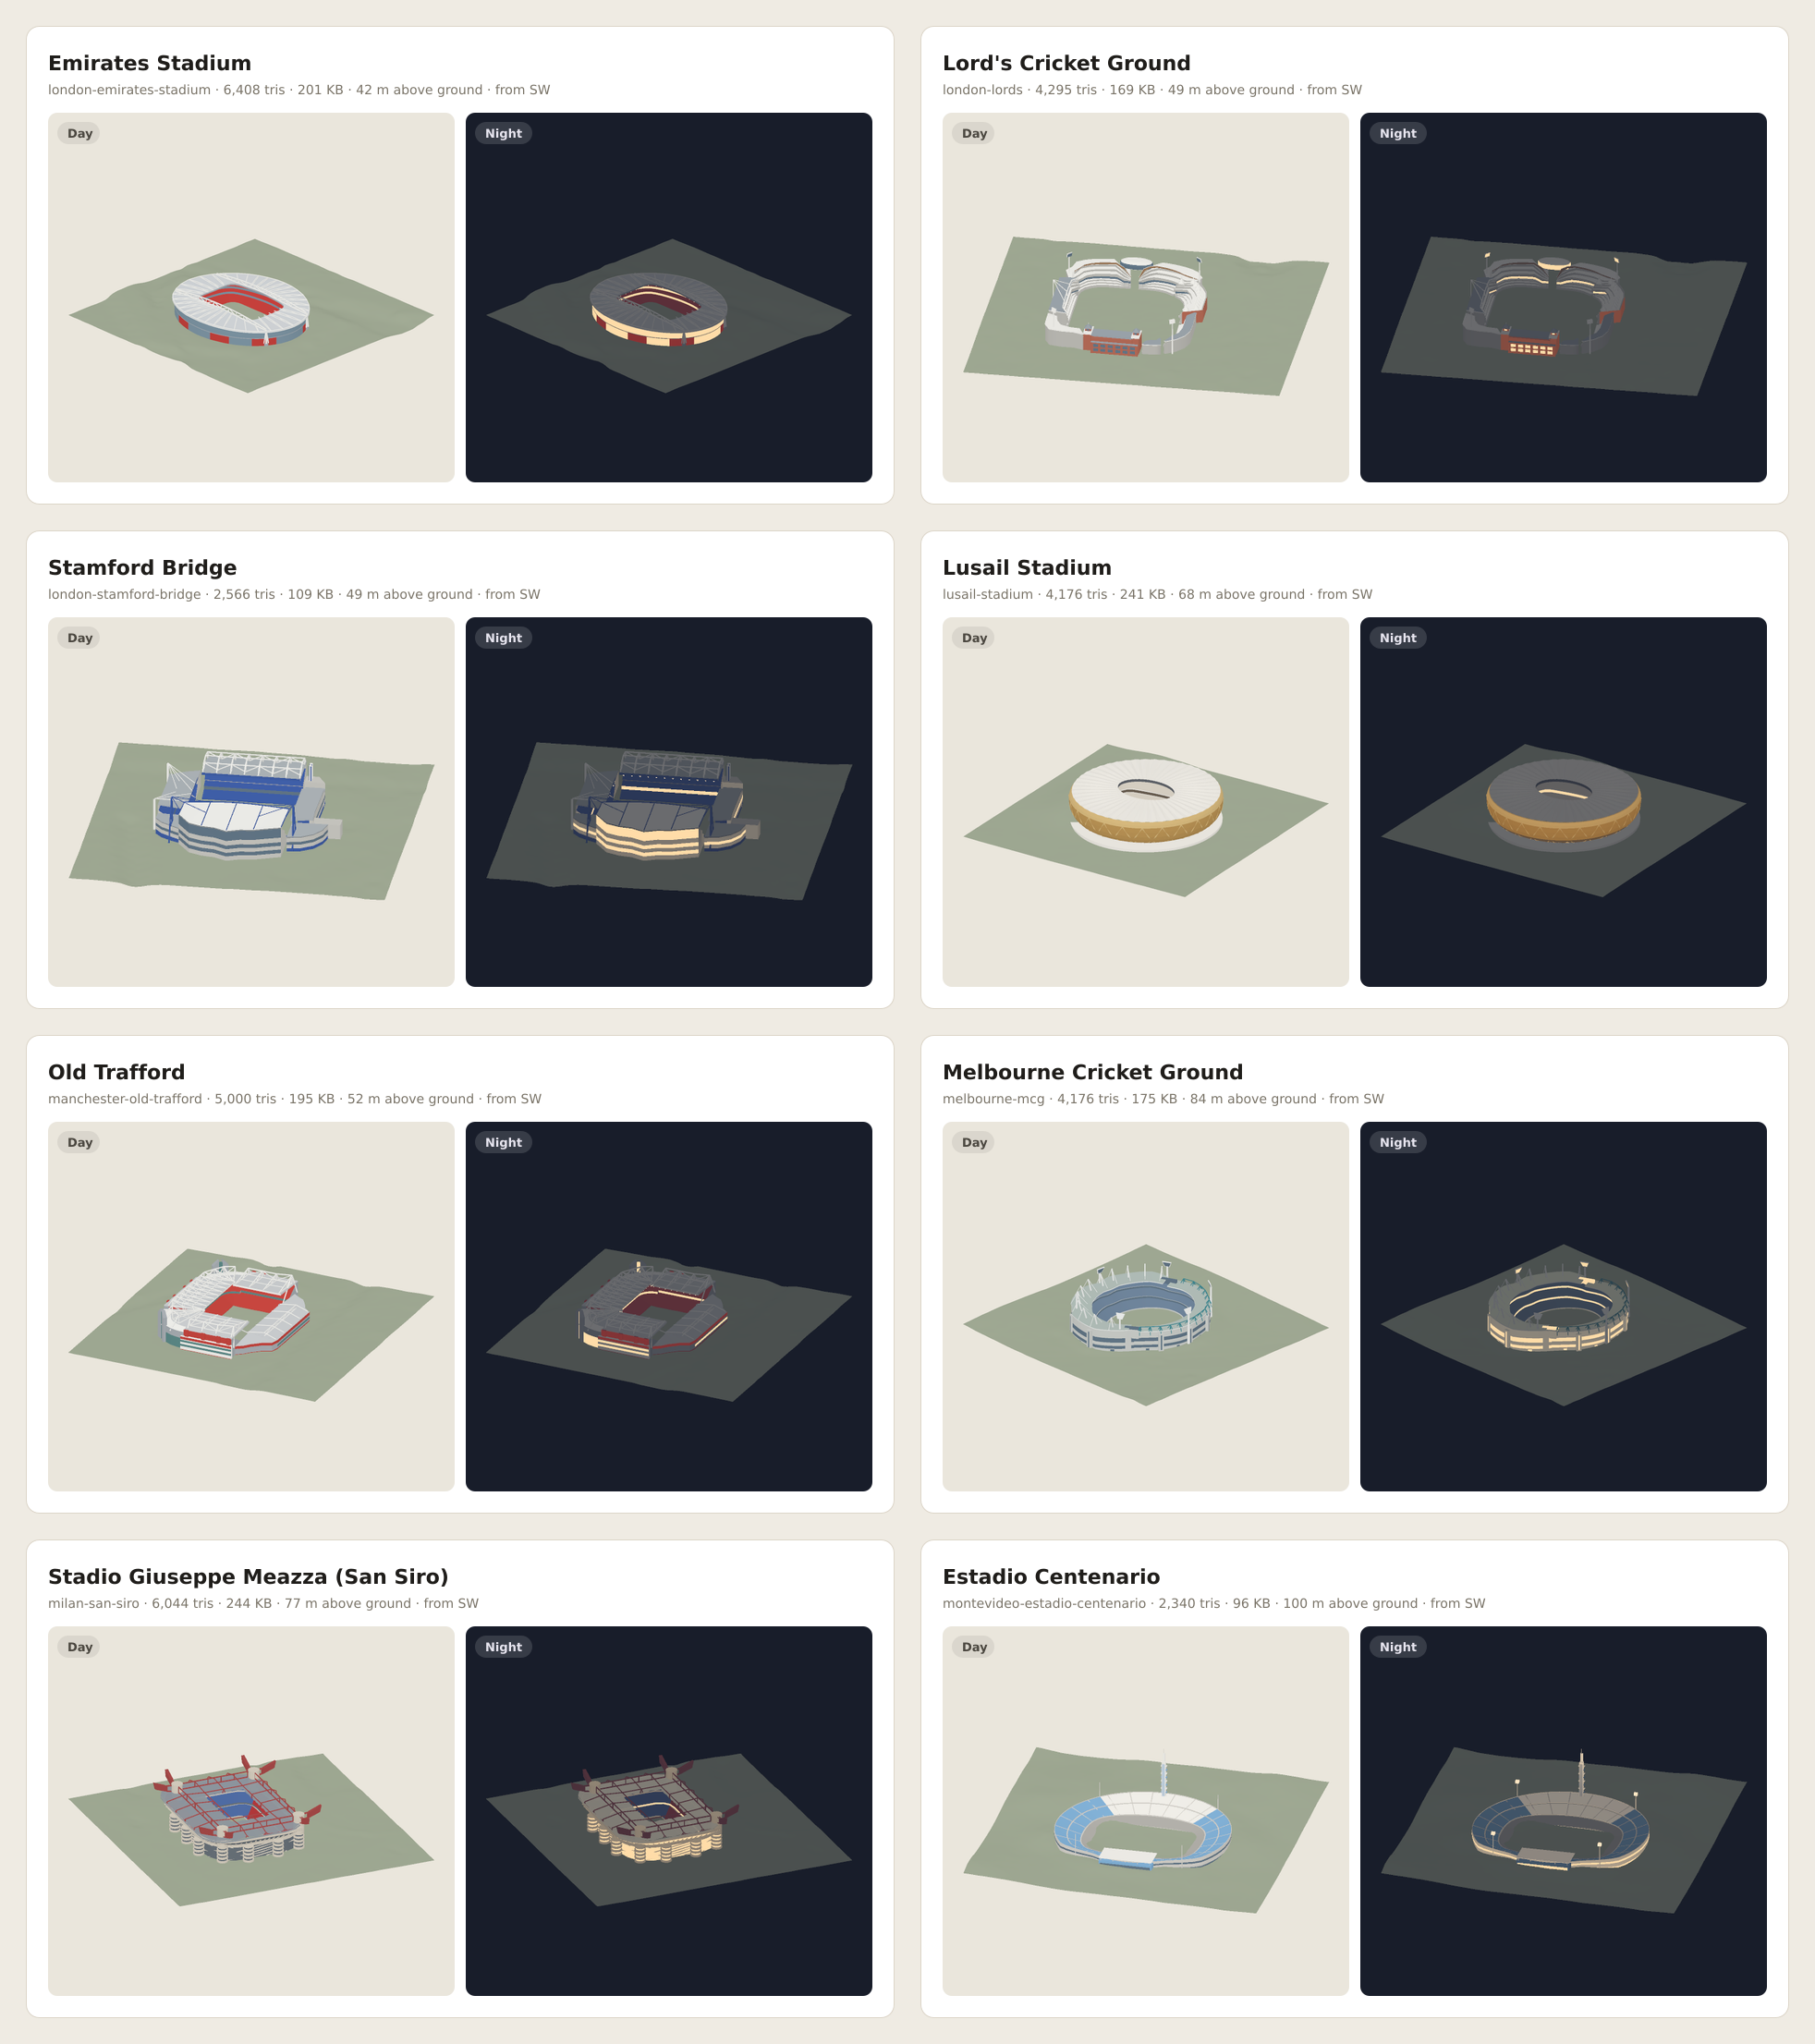 Emirates Stadium
london-emirates-stadium · 6,408 tris · 201 KB · 42 m above ground · from SW
Day
Night
Lord's Cricket Ground
london-lords · 4,295 tris · 169 KB · 49 m above ground · from SW
Day
Night
Stamford Bridge
london-stamford-bridge · 2,566 tris · 109 KB · 49 m above ground · from SW
Day
Night
Lusail Stadium
lusail-stadium · 4,176 tris · 241 KB · 68 m above ground · from SW
Day
Night
Old Trafford
manchester-old-trafford · 5,000 tris · 195 KB · 52 m above ground · from SW
Day
Night
Melbourne Cricket Ground
melbourne-mcg · 4,176 tris · 175 KB · 84 m above ground · from SW
Day
Night
Stadio Giuseppe Meazza (San Siro)
milan-san-siro · 6,044 tris · 244 KB · 77 m above ground · from SW
Day
Night
Estadio Centenario
montevideo-estadio-centenario · 2,340 tris · 96 KB · 100 m above ground · from SW
Day
Night